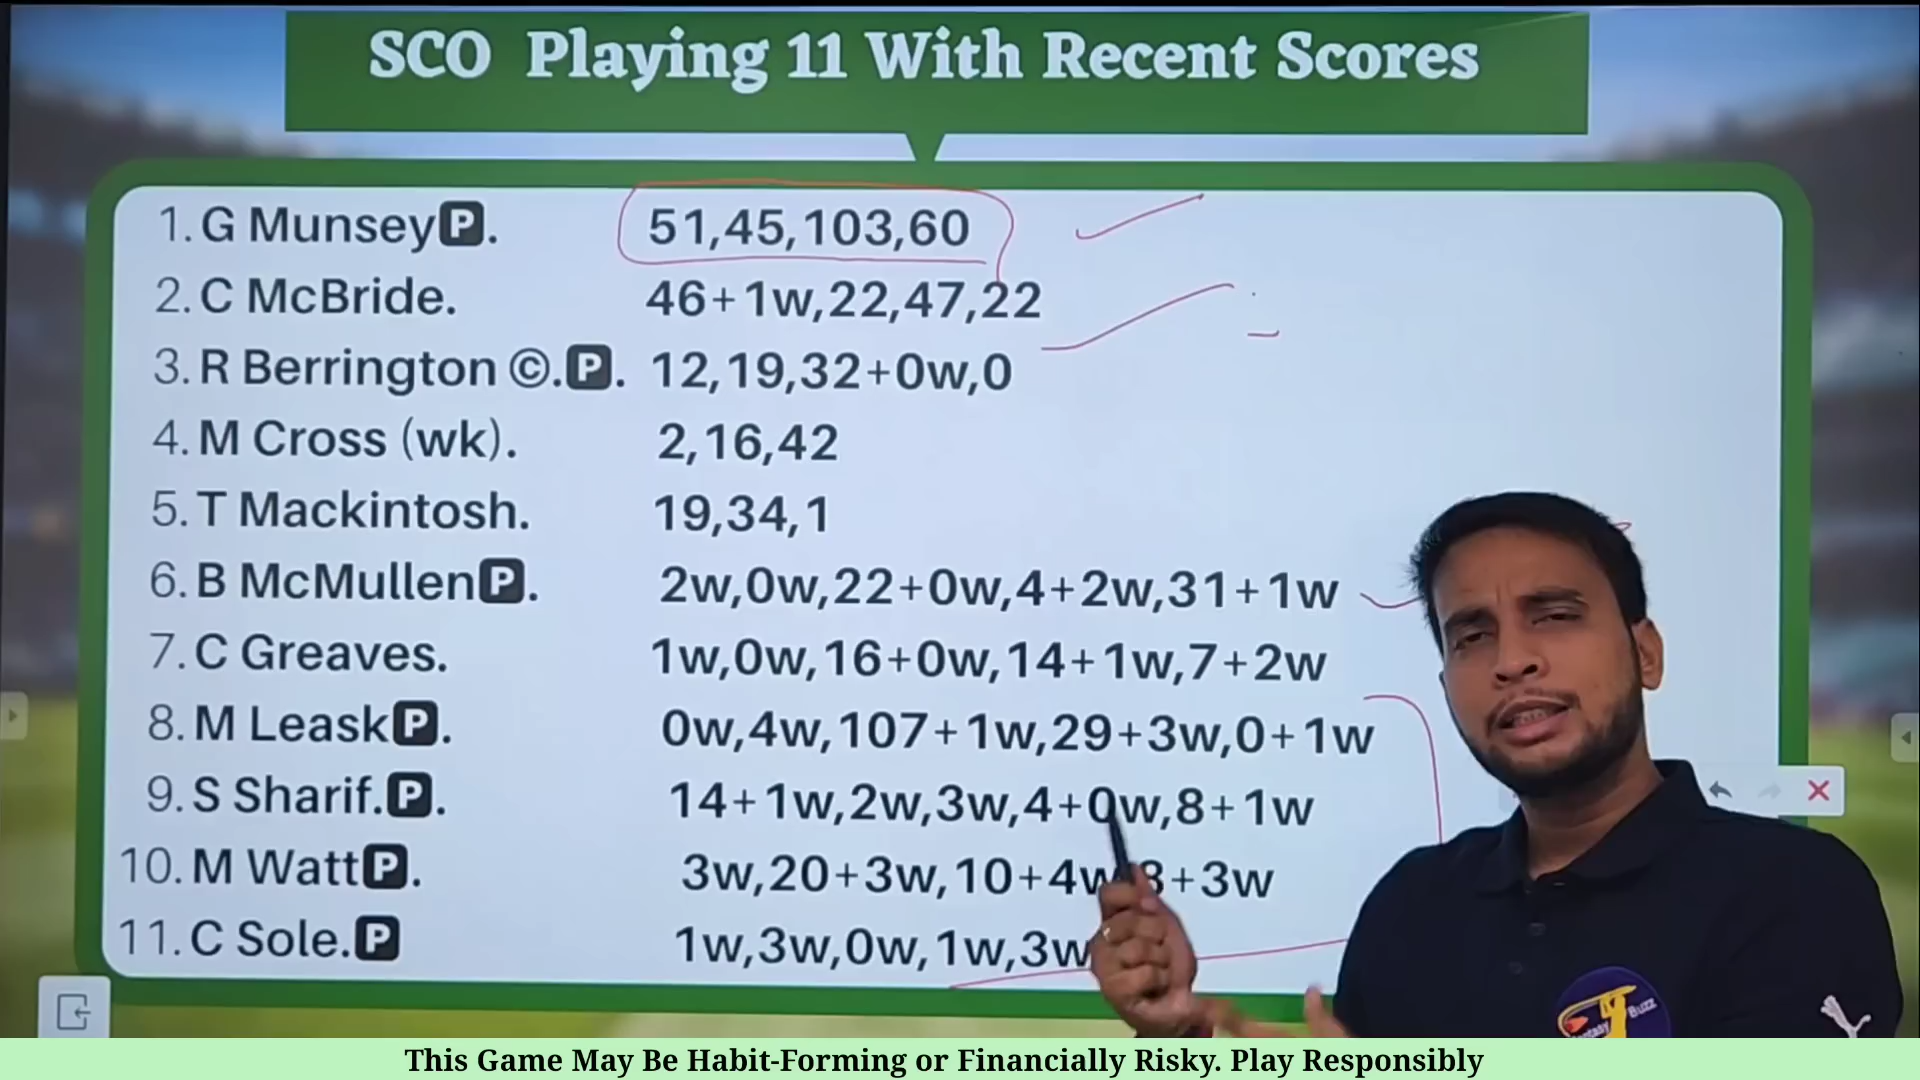 SCO Playing 11 With Recent Scores
1. G Munsey🅿. 51,45,103,60
2. C McBride. 46+1w,22,47,22
3. R Berrington ©.🅿. 12,19,32+0w,0
4. M Cross (wk). 2,16,42
5. T Mackintosh. 19,34,1
6. B McMullen🅿. 2w,0w,22+0w,4+2w,31+1w
7. C Greaves. 1w,0w,16+0w,14+1w,7+2w
8. M Leask🅿. 0w,4w,107+1w,29+3w,0+1w
9. S Sharif.🅿. 14+1w,2w,3w,4+0w,8+1w
10. M Watt🅿. 3w,20+3w,10+4w 8+3w
11. C Sole.🅿 1w,3w,0w,1w,3w
Buzz
This Game May Be Habit-Forming or Financially Risky. Play Responsibly